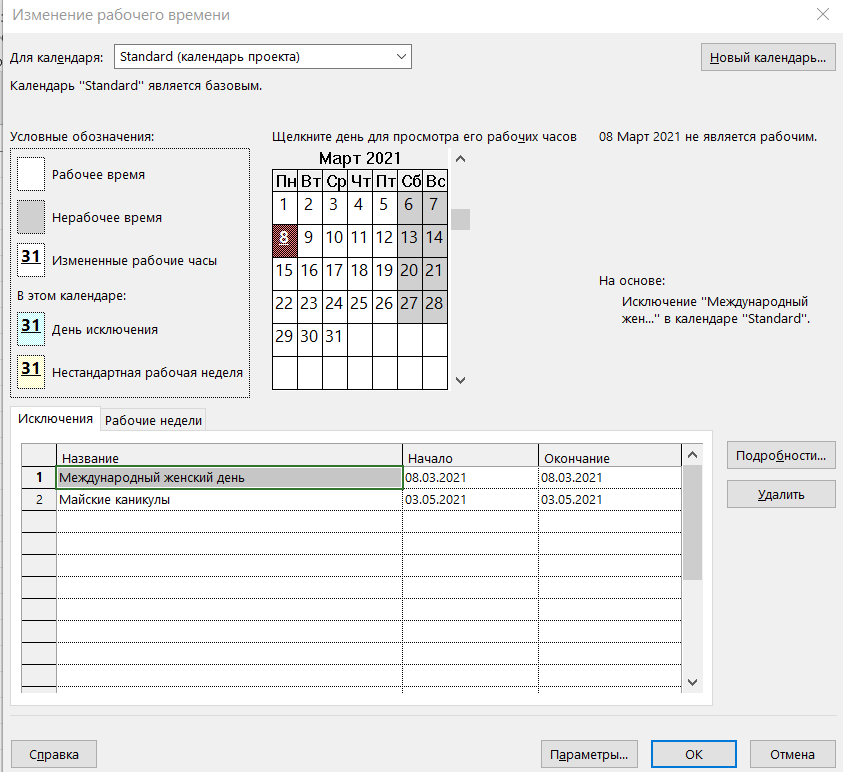 Изменение рабочего времени
Для календаря: Standard (календарь проекта) Новый календарь...
Календарь "Standard" является базовым.
Условные обозначения:
Рабочее время
Нерабочее время
31 Измененные рабочие часы
В этом календаре:
31 День исключения
31 Нестандартная рабочая неделя
Щелкните день для просмотра его рабочих часов
Март 2021
Пн Вт Ср Чт Пт Сб Вс
1 2 3 4 5 6 7
8 9 10 11 12 13 14
15 16 17 18 19 20 21
22 23 24 25 26 27 28
29 30 31
08 Март 2021 не является рабочим.
На основе:
Исключение "Международный
жен..." в календаре "Standard".
Исключения Рабочие недели
Название Начало Окончание
1 Международный женский день 08.03.2021 08.03.2021
2 Майские каникулы 03.05.2021 03.05.2021
Подробности...
Удалить
Справка Параметры... ОК Отмена